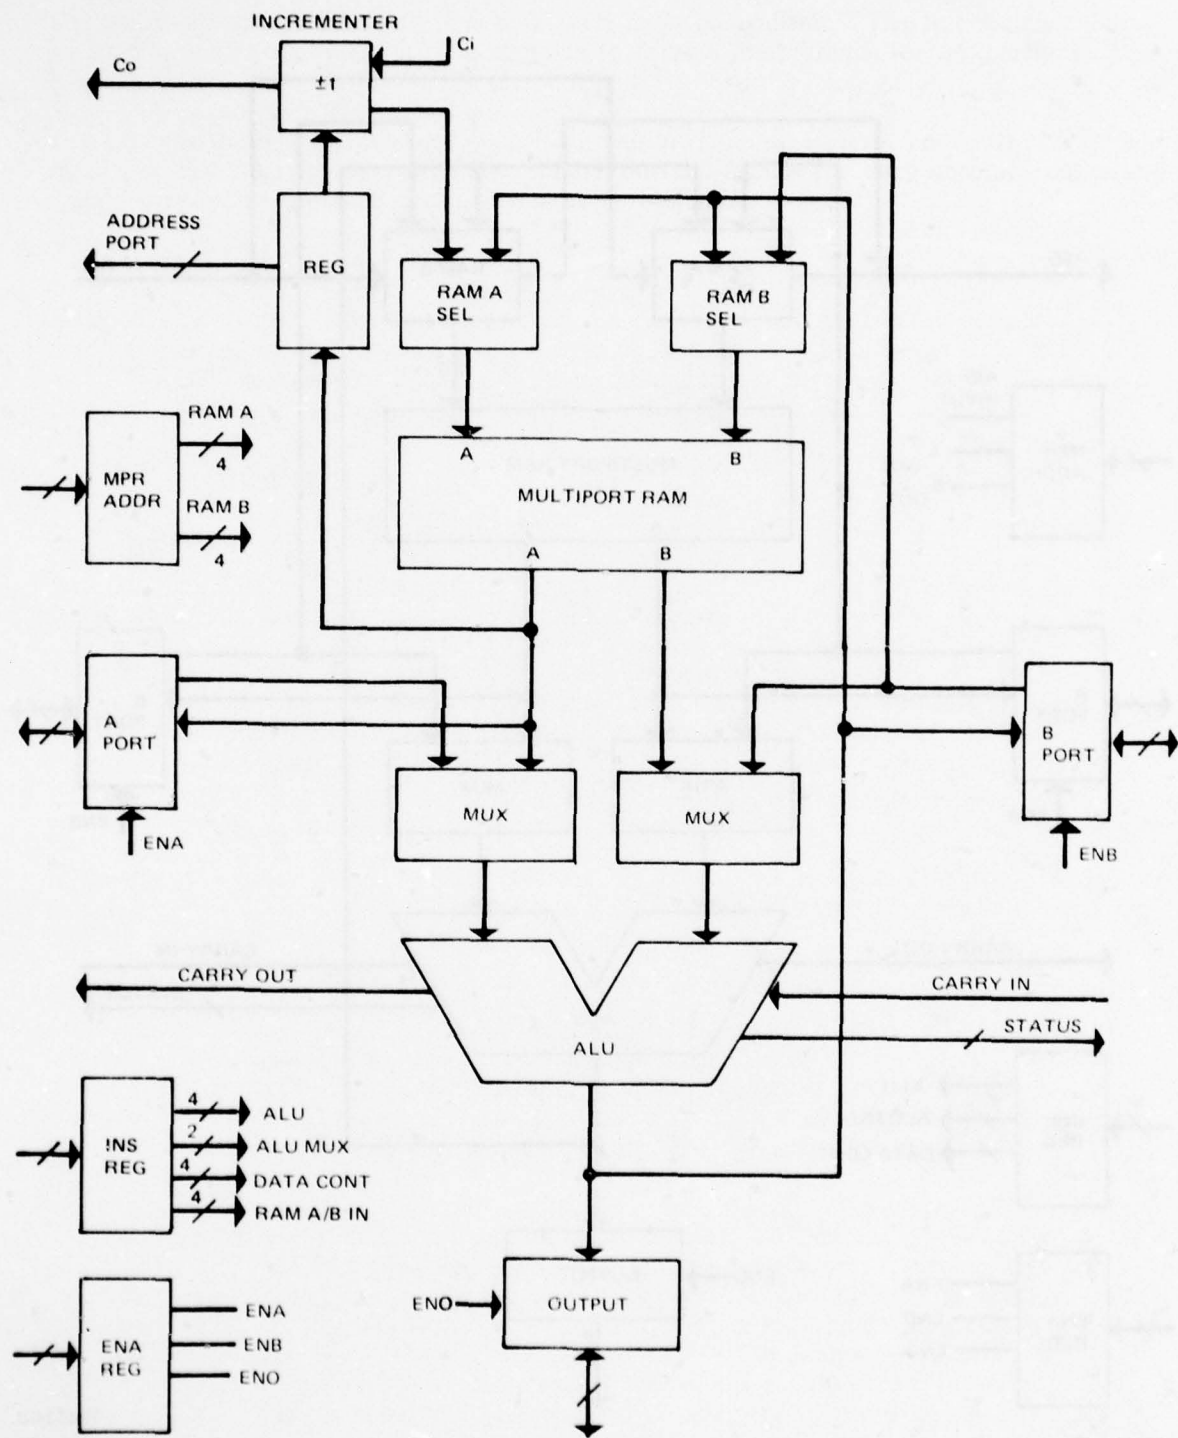 INCREMENTER
Co
±1
Ci
ADDRESS
PORT
REG
RAM A
SEL
RAM B
SEL
MPR
ADDR
RAM A
4
RAM B
4
A
B
MULTIPORT RAM
A
B
A
PORT
ENA
MUX
MUX
B
PORT
ENB
CARRY OUT
CARRY IN
STATUS
ALU
INS
REG
4
ALU
2
ALU MUX
4
DATA CONT
4
RAM A/B IN
ENA
REG
ENA
ENB
ENO
ENO
OUTPUT